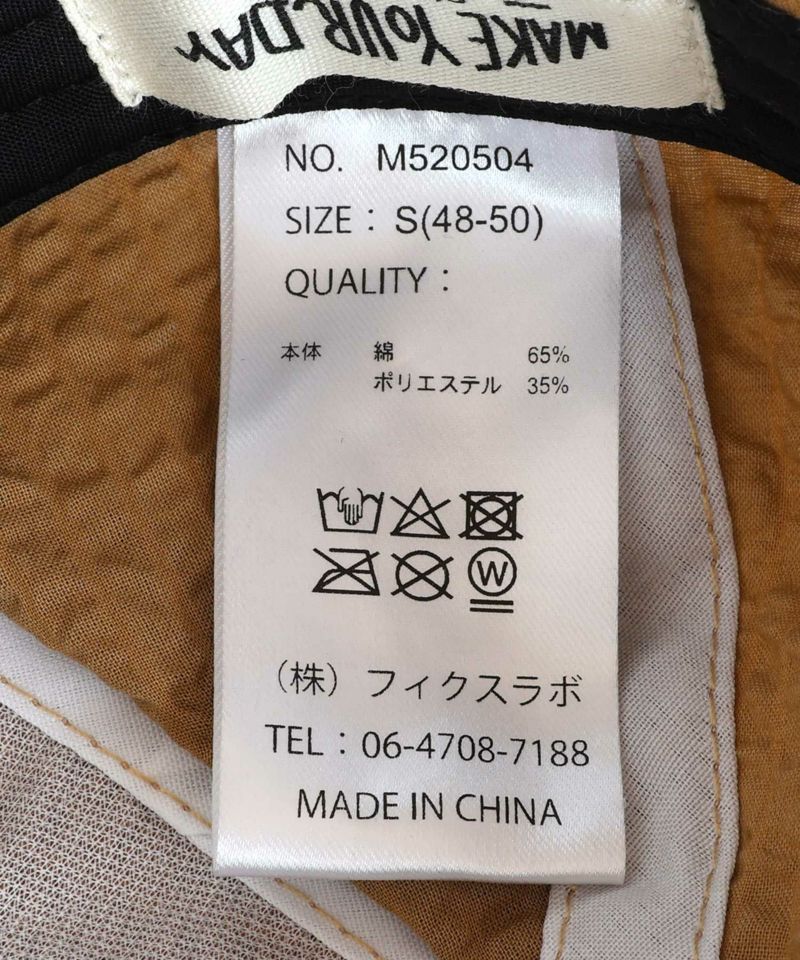 MAKE YOUR DAY
NO. M520504
SIZE：S(48-50)
QUALITY：
本体 綿 65%
ポリエステル 35%
W
（株）フィクスラボ
TEL：06-4708-7188
MADE IN CHINA